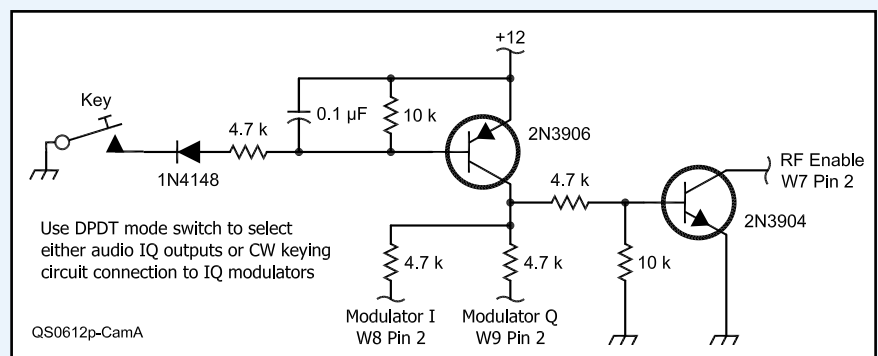 +12
Key
0.1 µF
10 k
4.7 k
2N3906
1N4148
4.7 k
RF Enable
W7 Pin 2
2N3904
Use DPDT mode switch to select
either audio IQ outputs or CW keying
circuit connection to IQ modulators
4.7 k
4.7 k
10 k
Modulator I
W8 Pin 2
Modulator Q
W9 Pin 2
QS0612p-CamA